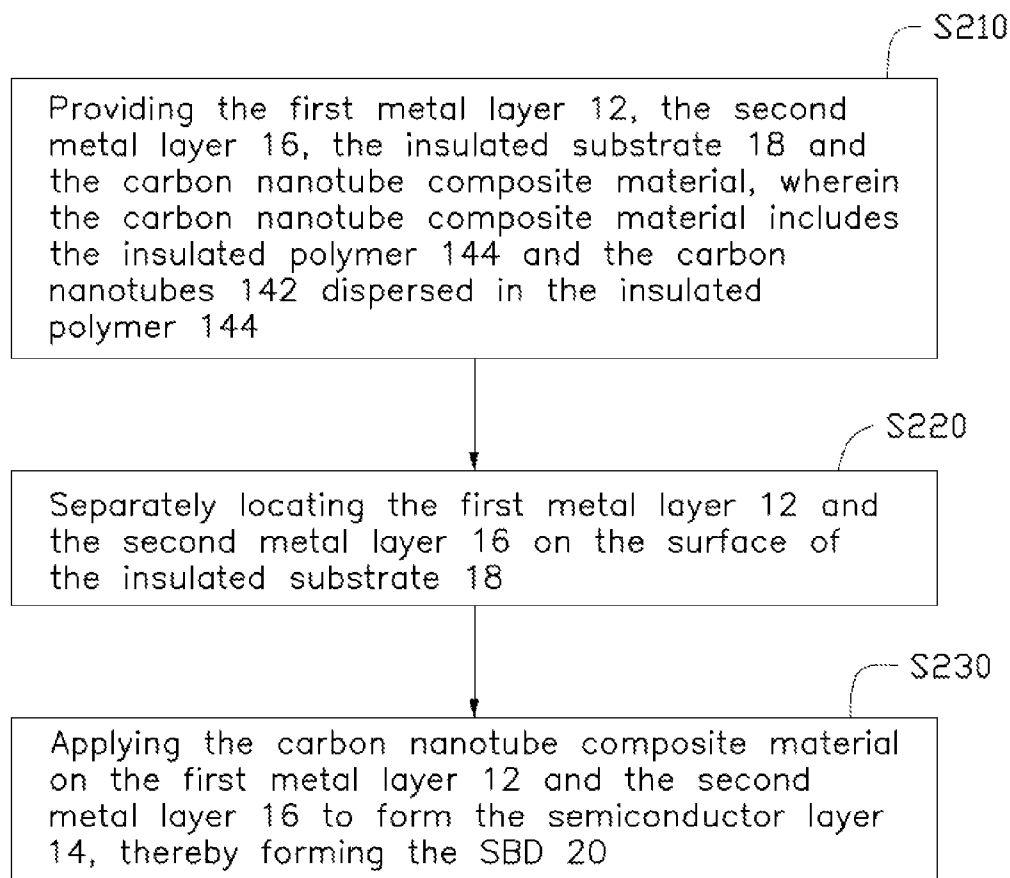 S210
Providing the first metal layer 12, the second
metal layer 16, the insulated substrate 18 and
the carbon nanotube composite material, wherein
the carbon nanotube composite material includes
the insulated polymer 144 and the carbon
nanotubes 142 dispersed in the insulated
polymer 144
S220
Separately locating the first metal layer 12 and
the second metal layer 16 on the surface of
the insulated substrate 18
S230
Applying the carbon nanotube composite material
on the first metal layer 12 and the second
metal layer 16 to form the semiconductor layer
14, thereby forming the SBD 20